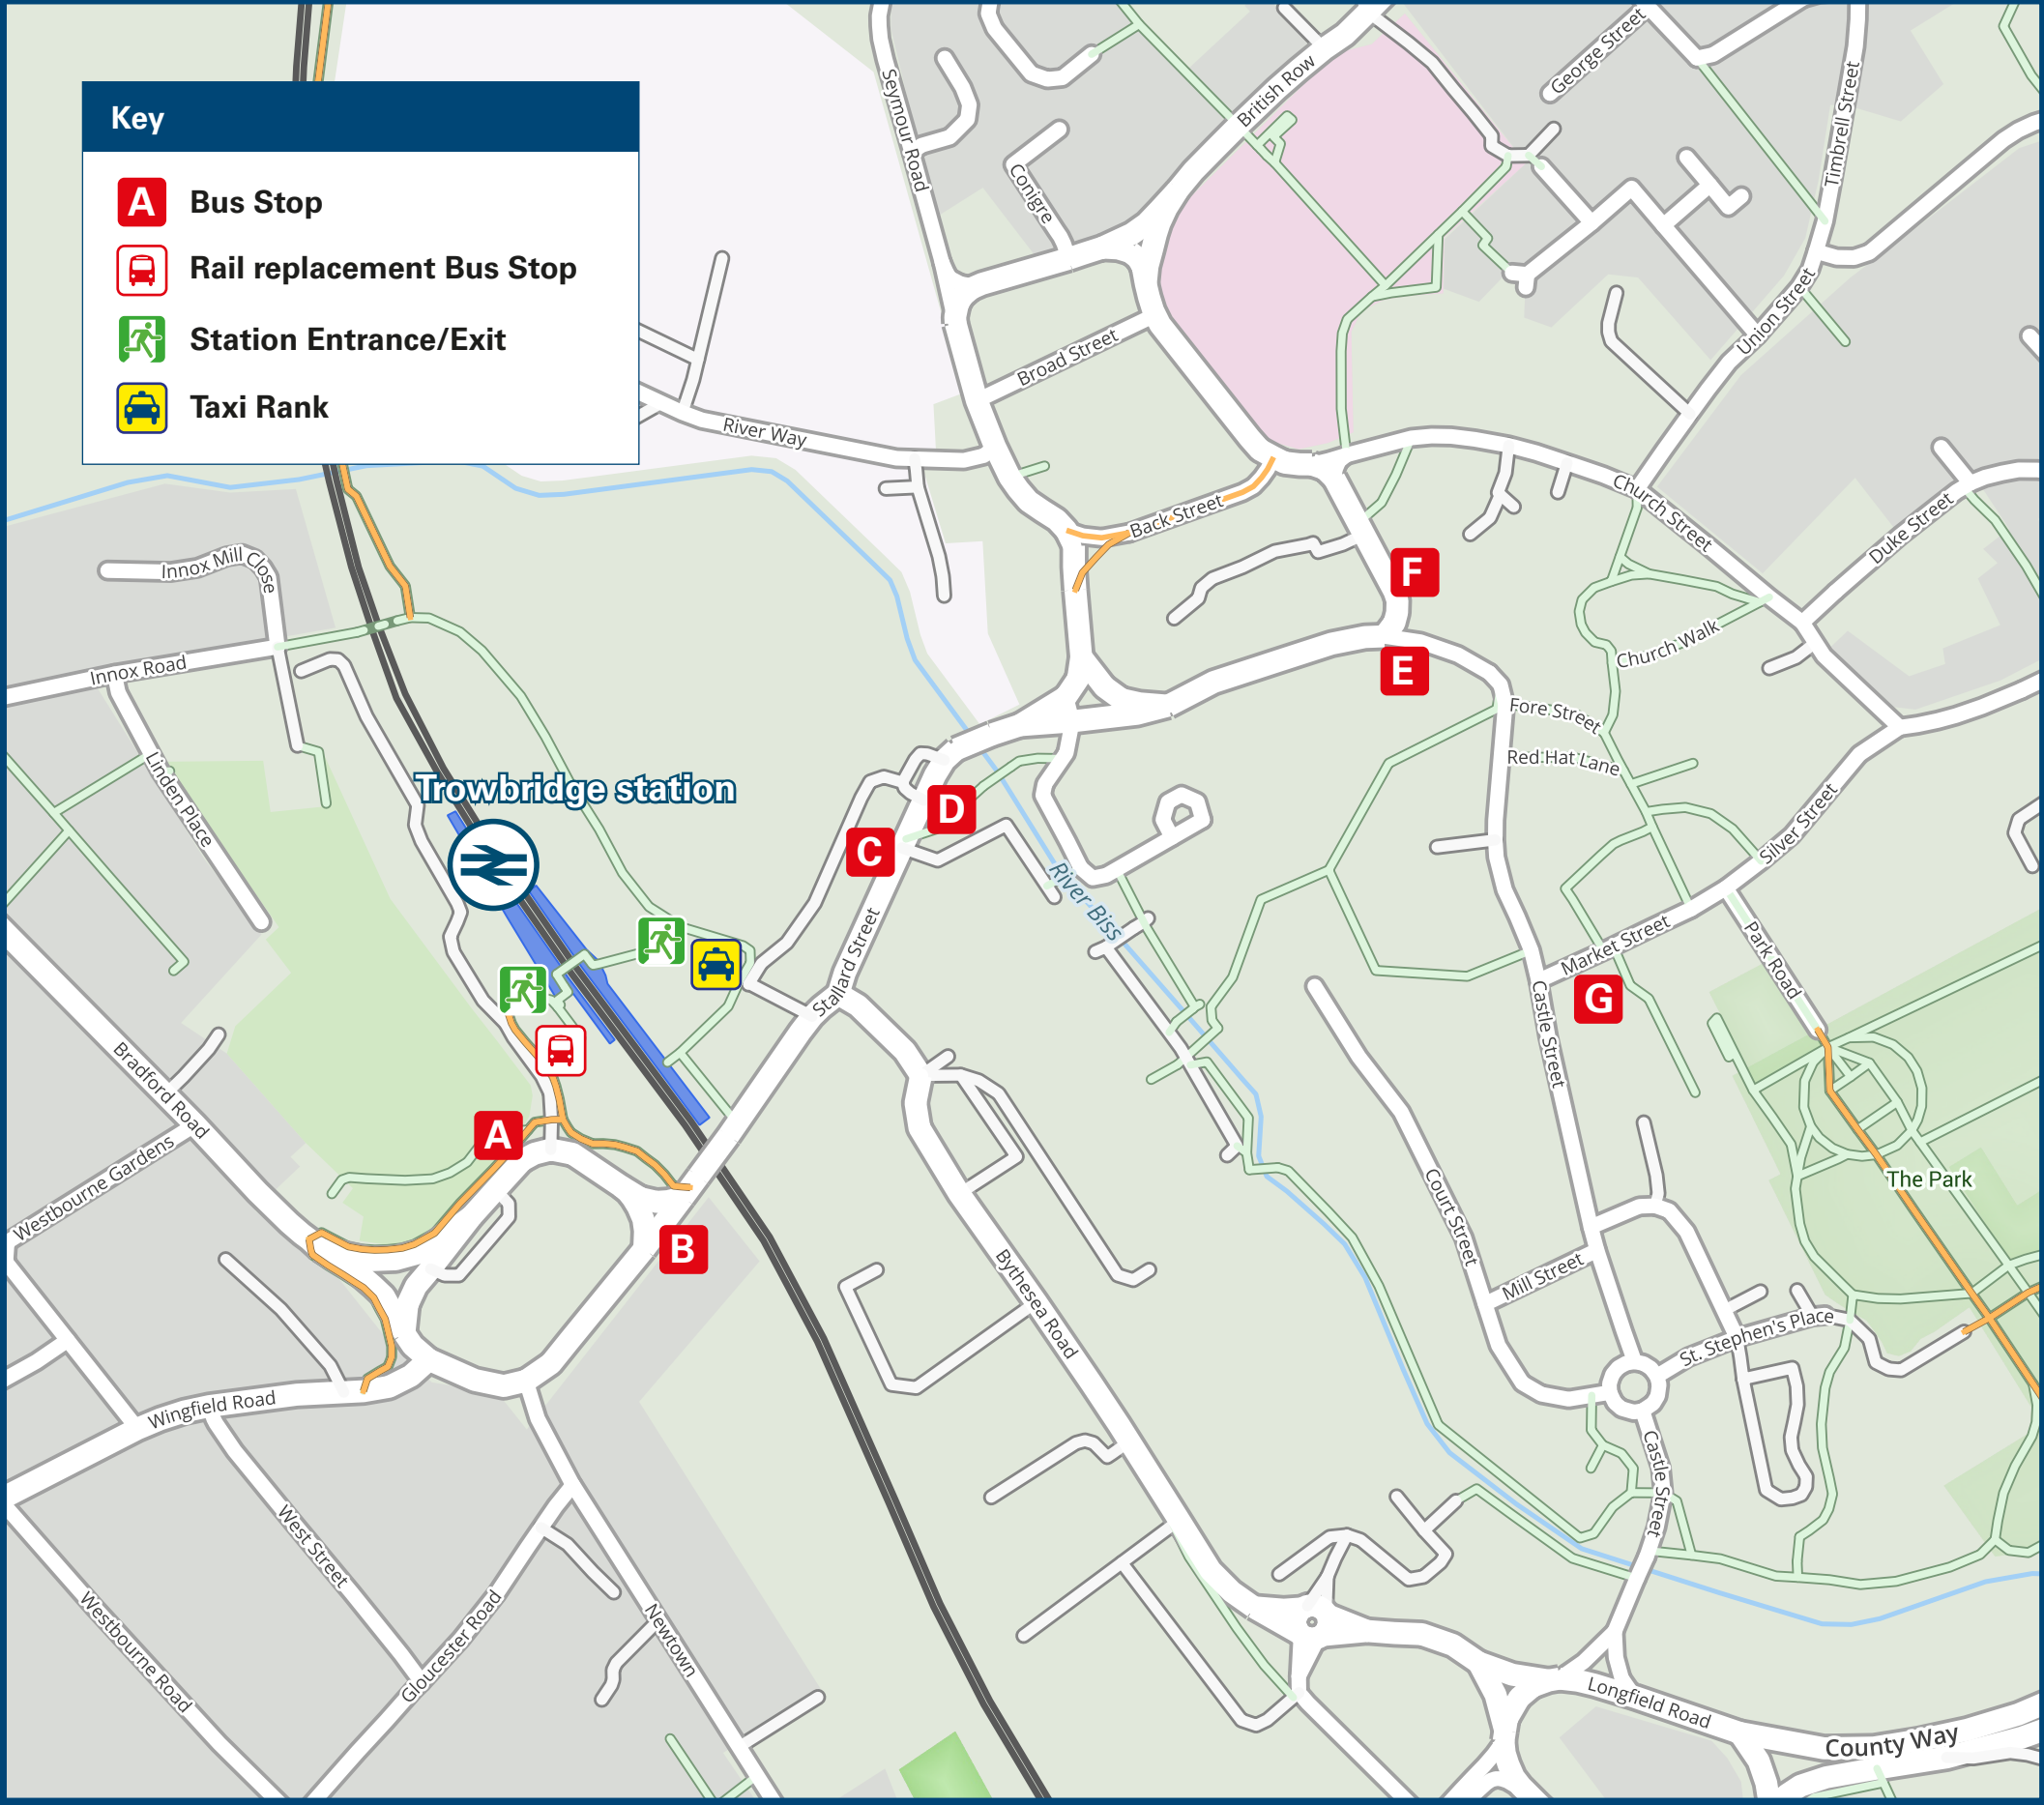 Key
A Bus Stop
Rail replacement Bus Stop
Station Entrance/Exit
Taxi Rank
Seymour Road
Conigre
British Row
George Street
Timbrell Street
Union Street
Broad Street
River Way
Back Street
Church Street
Duke Street
Innox Mill Close
Innox Road
Linden Place
F
E
Church Walk
Fore Street
Red Hat Lane
Trowbridge station
D
C
River Biss
Silver Street
Stallard Street
Market Street
Park Road
G
Castle Street
Bradford Road
Westbourne Gardens
A
B
The Park
Court Street
Mill Street
St. Stephen's Place
Bythesea Road
Wingfield Road
Castle Street
West Street
Westbourne Road
Gloucester Road
Newtown
Longfield Road
County Way